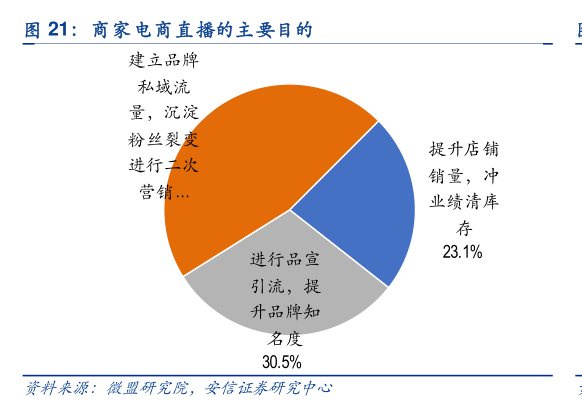 图 21：商家电商直播的主要目的
建立品牌
私域流
量，沉淀
粉丝裂变
进行二次
营销...
提升店铺
销量，冲
业绩清库
存
23.1%
进行品宣
引流，提
升品牌知
名度
30.5%
资料来源：微盟研究院，安信证券研究中心